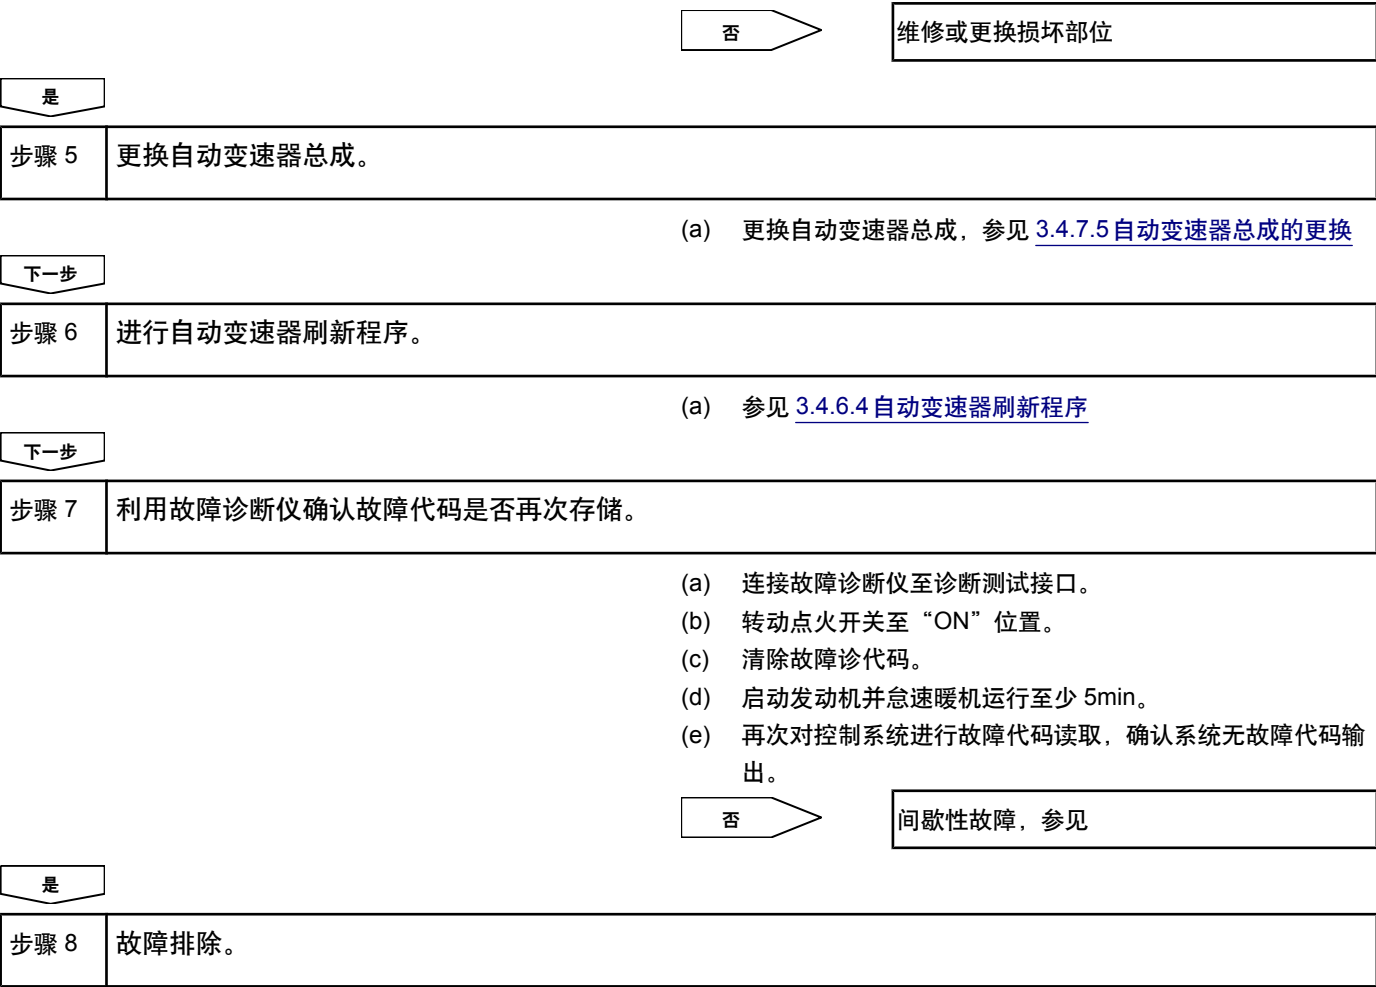 否
维修或更换损坏部位
是
步骤 5 更换自动变速器总成。
(a) 更换自动变速器总成，参见 3.4.7.5自动变速器总成的更换
下一步
步骤 6 进行自动变速器刷新程序。
(a) 参见 3.4.6.4自动变速器刷新程序
下一步
步骤 7 利用故障诊断仪确认故障代码是否再次存储。
(a) 连接故障诊断仪至诊断测试接口。
(b) 转动点火开关至“ON”位置。
(c) 清除故障诊代码。
(d) 启动发动机并怠速暖机运行至少 5min。
(e) 再次对控制系统进行故障代码读取，确认系统无故障代码输
出。
否
间歇性故障，参见
是
步骤 8 故障排除。